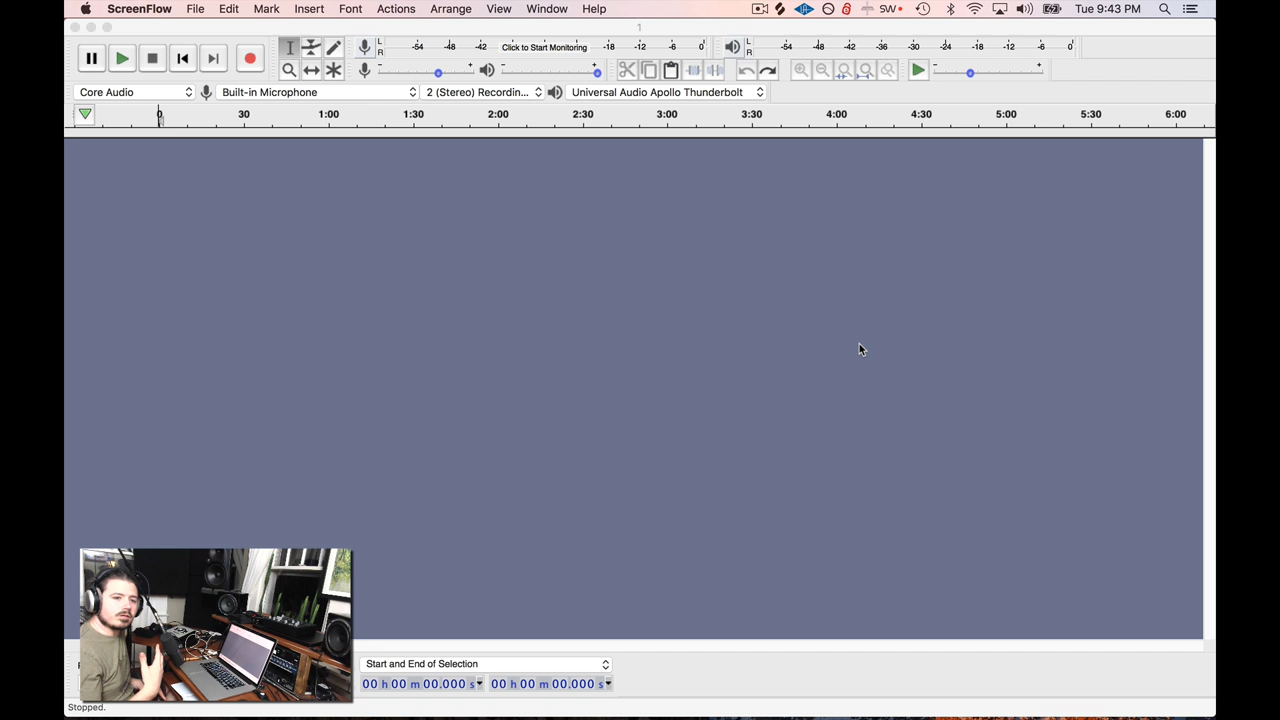 ScreenFlow File Edit Mark Insert Font Actions Arrange View Window Help SW Tue 9:43 PM
1
L -54 -48 -42 Click to Start Monitoring -18 -12 -6 0 L -54 -48 -42 -36 -30 -24 -18 -12 -6 0
R R
- + - + - +
Core Audio Built-in Microphone 2 (Stereo) Recordin... Universal Audio Apollo Thunderbolt
0 30 1:00 1:30 2:00 2:30 3:00 3:30 4:00 4:30 5:00 5:30 6:00
Start and End of Selection
00 h 00 m 00.000 s 00 h 00 m 00.000 s
Stopped.